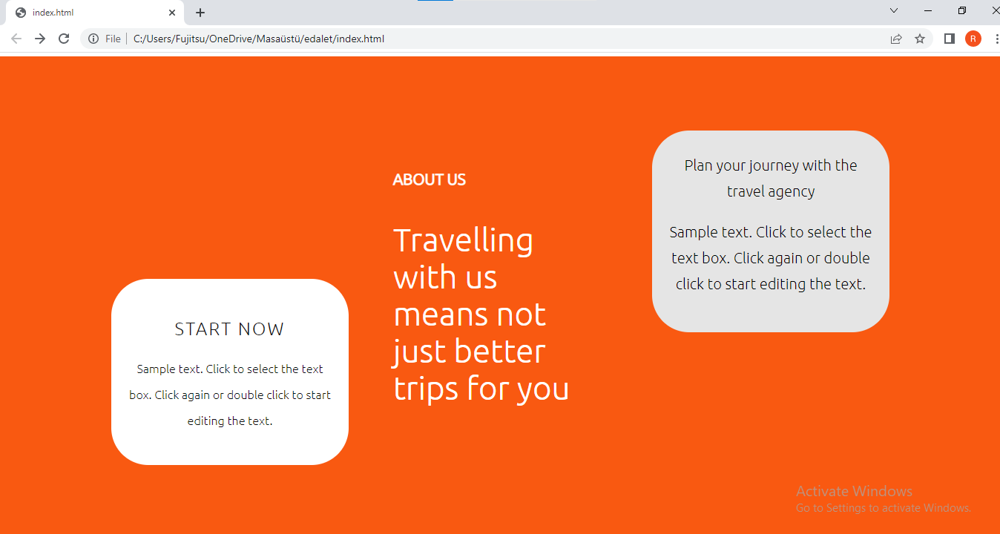 index.html
File
C:/Users/Fujitsu/OneDrive/Masaüstü/edalet/index.html
R
ABOUT US
Travelling
with us
means not
just better
trips for you
Plan your journey with the
travel agency
Sample text. Click to select the
text box. Click again or double
click to start editing the text.
START NOW
Sample text. Click to select the text
box. Click again or double click to start
editing the text.
Activate Windows
Go to Settings to activate Windows.